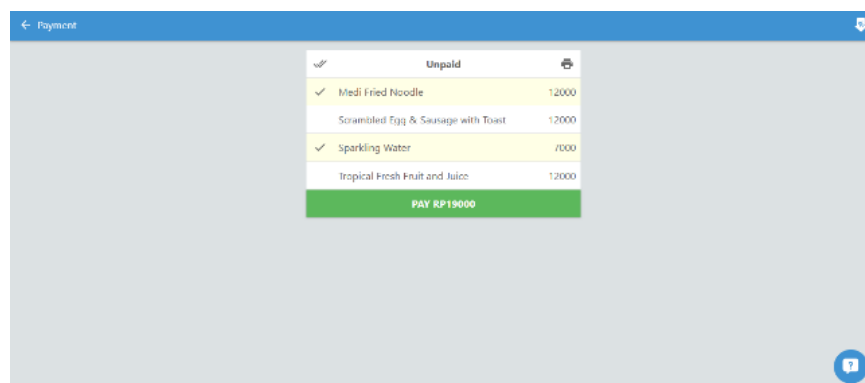 Payment
Unpaid
Medi Fried Noodle 12000
Scrambled Egg & Sausage with Toast 12000
Sparkling Water 7000
Tropical Fresh Fruit and Juice 12000
PAY RP19000